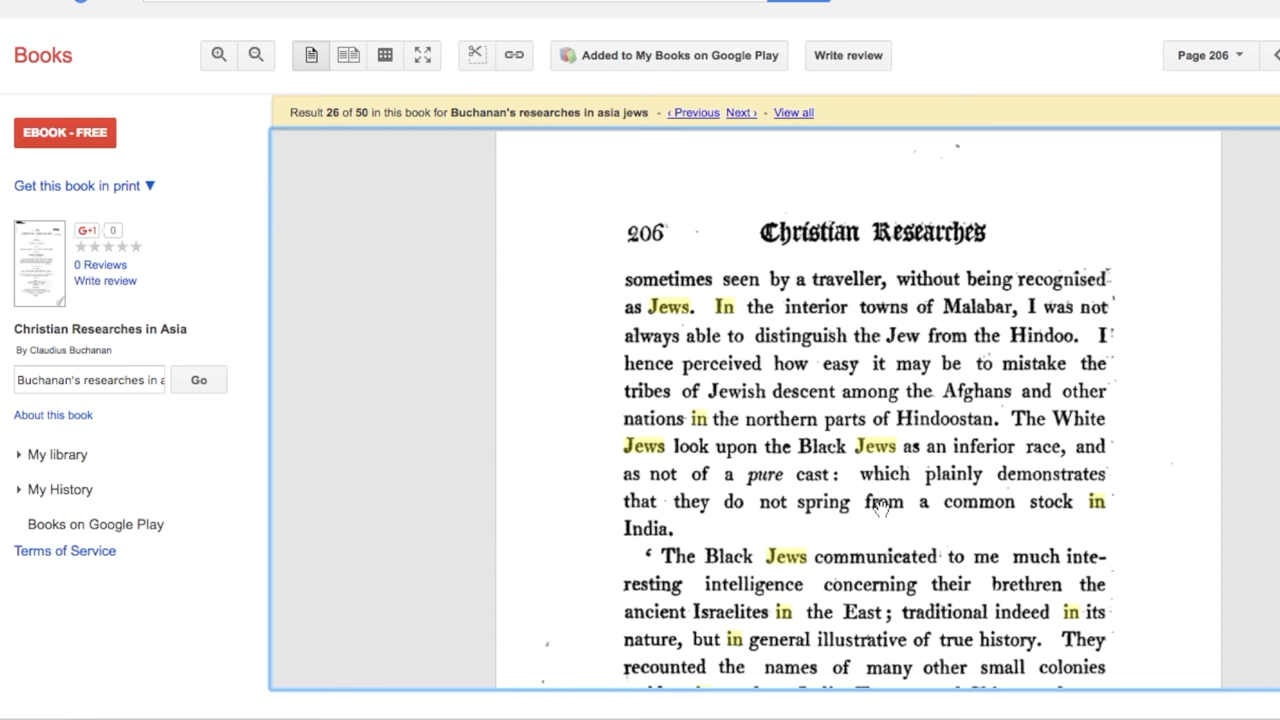 Books
Added to My Books on Google Play
Write review
Page 206
Result 26 of 50 in this book for Buchanan's researches in asia jews - ‹ Previous Next › - View all
EBOOK - FREE
Get this book in print ▼
G+1 0
0 Reviews
Write review
Christian Researches in Asia
By Claudius Buchanan
Buchanan's researches in a
Go
About this book
My library
My History
Books on Google Play
Terms of Service
206 Christian Researches
sometimes seen by a traveller, without being recognised
as Jews. In the interior towns of Malabar, I was not
always able to distinguish the Jew from the Hindoo. I
hence perceived how easy it may be to mistake the
tribes of Jewish descent among the Afghans and other
nations in the northern parts of Hindoostan. The White
Jews look upon the Black Jews as an inferior race, and
as not of a pure cast: which plainly demonstrates
that they do not spring from a common stock in
India.
‘ The Black Jews communicated to me much inte-
resting intelligence concerning their brethren the
ancient Israelites in the East; traditional indeed in its
nature, but in general illustrative of true history. They
recounted the names of many other small colonies